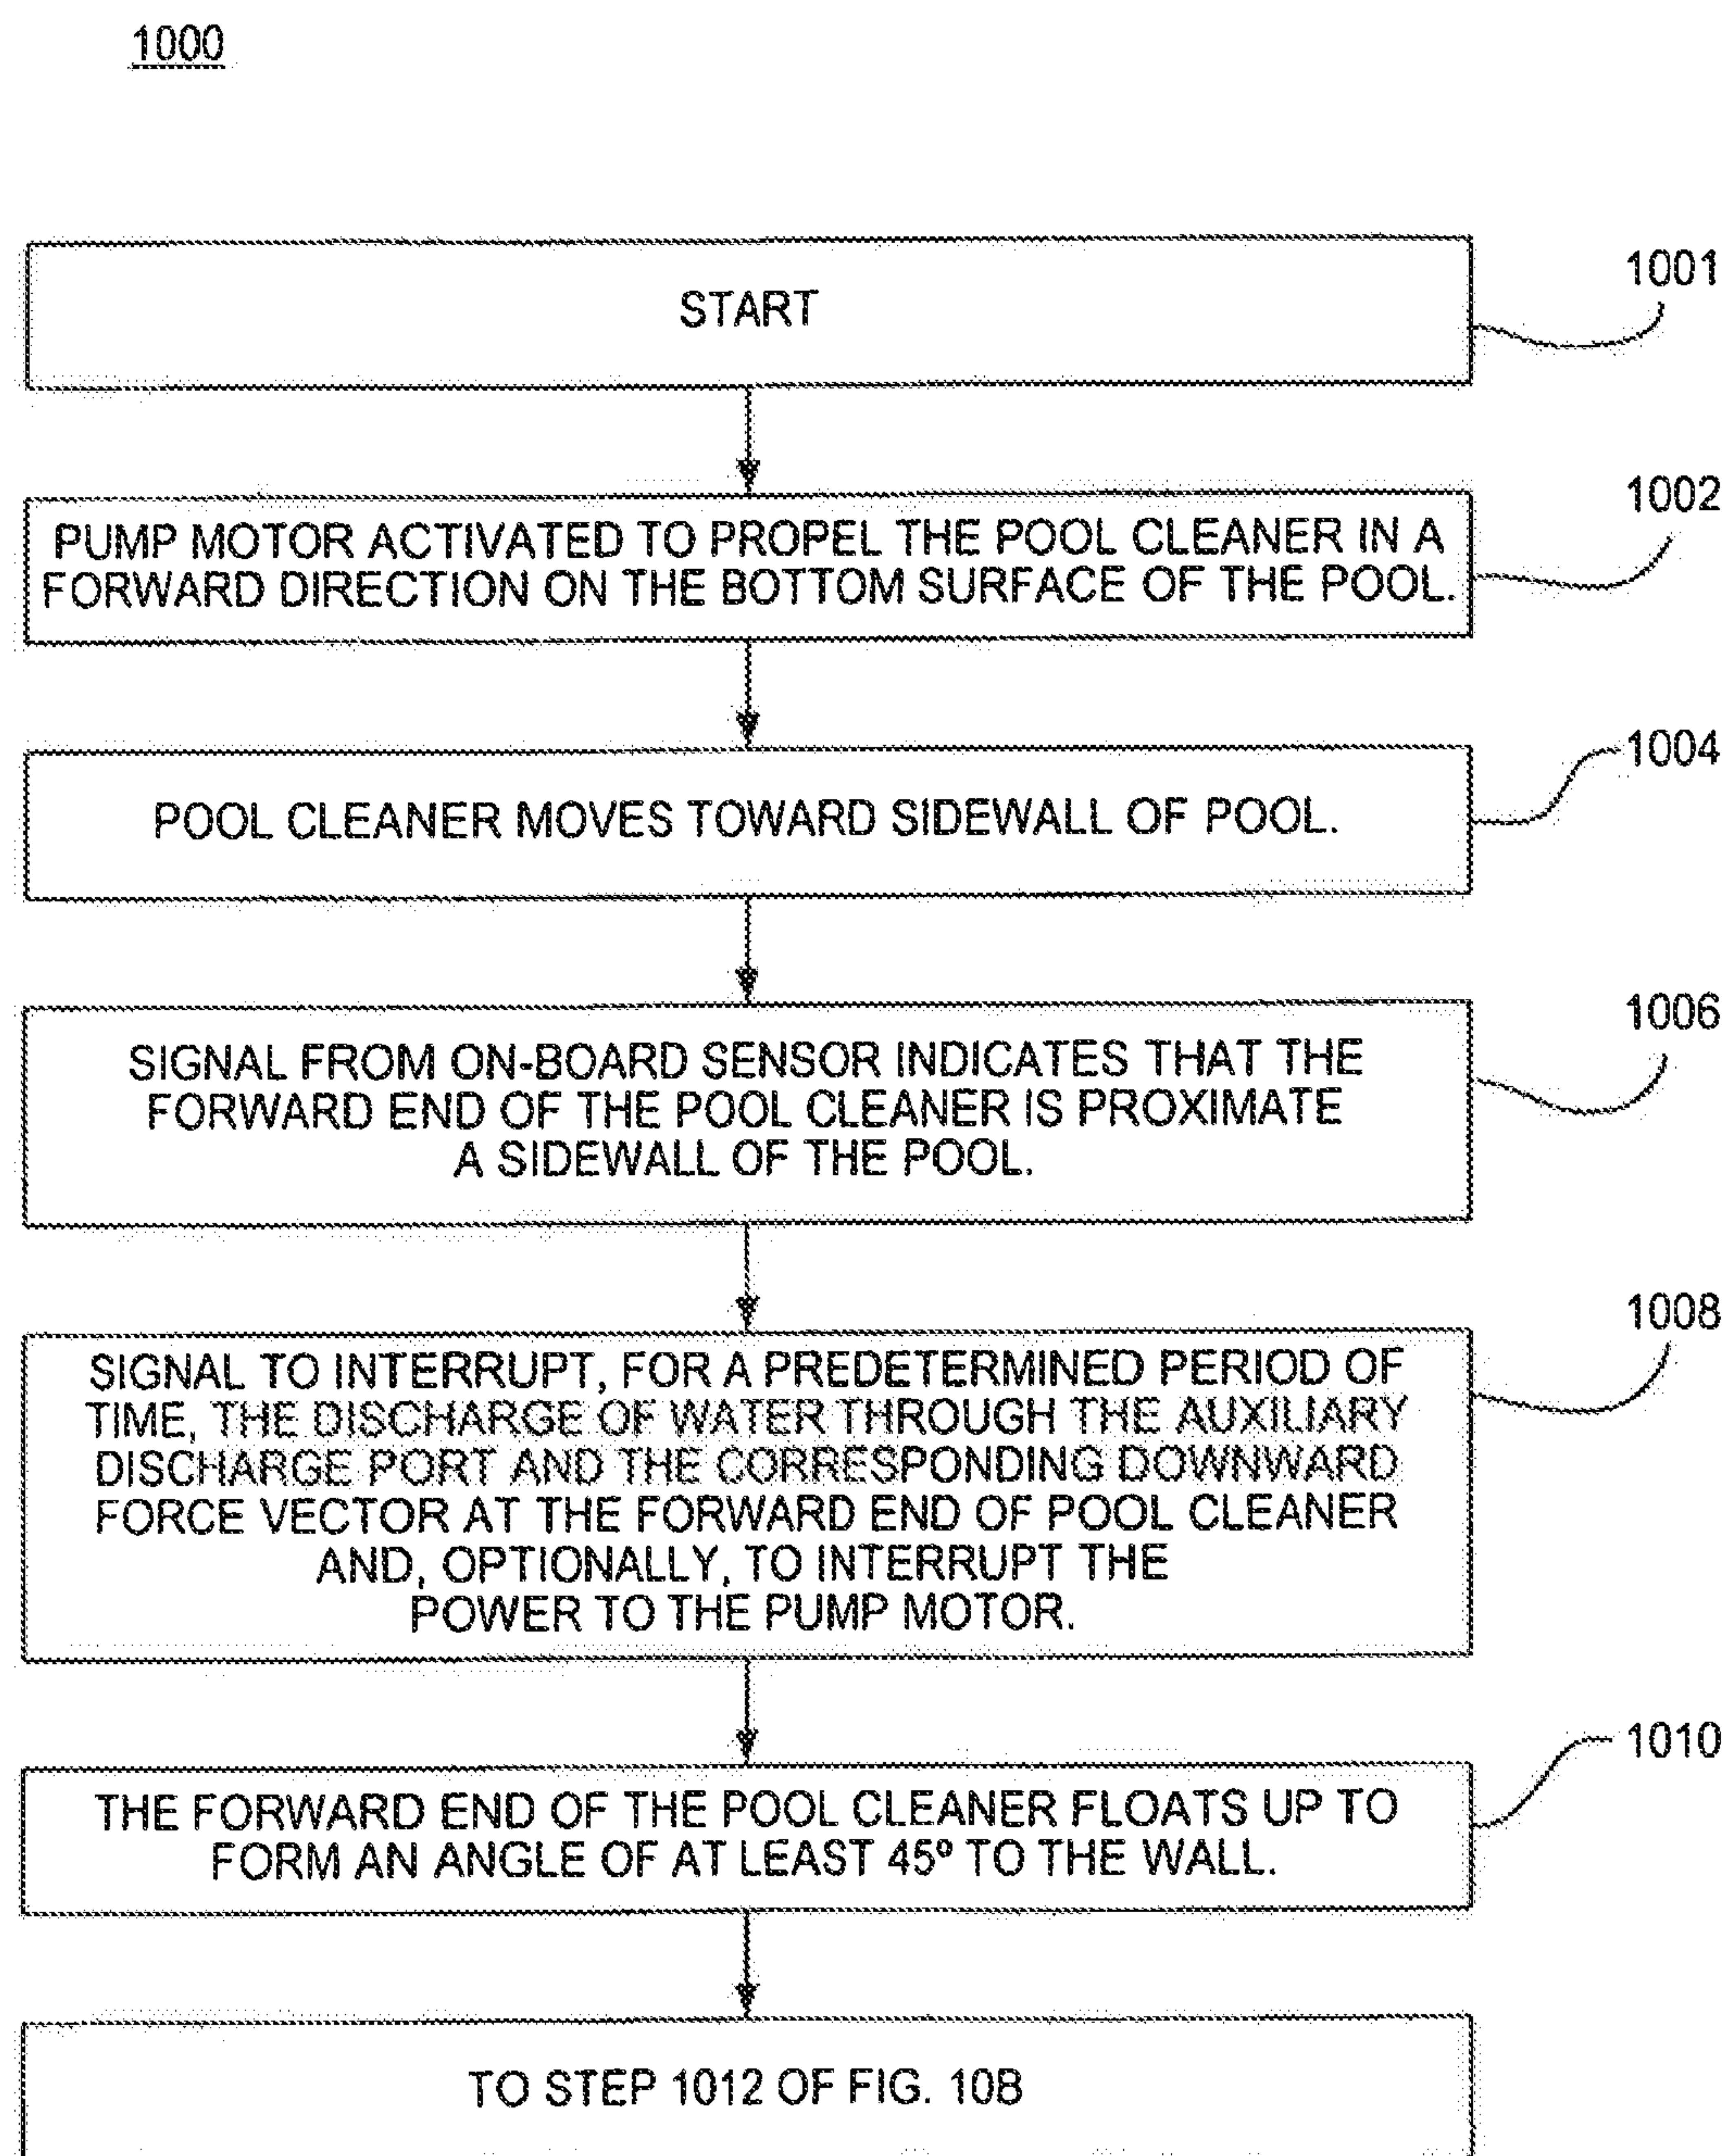 1000
START
1001
PUMP MOTOR ACTIVATED TO PROPEL THE POOL CLEANER IN A
FORWARD DIRECTION ON THE BOTTOM SURFACE OF THE POOL.
1002
POOL CLEANER MOVES TOWARD SIDEWALL OF POOL.
1004
SIGNAL FROM ON-BOARD SENSOR INDICATES THAT THE
FORWARD END OF THE POOL CLEANER IS PROXIMATE
A SIDEWALL OF THE POOL.
1006
SIGNAL TO INTERRUPT, FOR A PREDETERMINED PERIOD OF
TIME, THE DISCHARGE OF WATER THROUGH THE AUXILIARY
DISCHARGE PORT AND THE CORRESPONDING DOWNWARD
FORCE VECTOR AT THE FORWARD END OF POOL CLEANER
AND, OPTIONALLY, TO INTERRUPT THE
POWER TO THE PUMP MOTOR.
1008
THE FORWARD END OF THE POOL CLEANER FLOATS UP TO
FORM AN ANGLE OF AT LEAST 45º TO THE WALL.
1010
TO STEP 1012 OF FIG. 10B